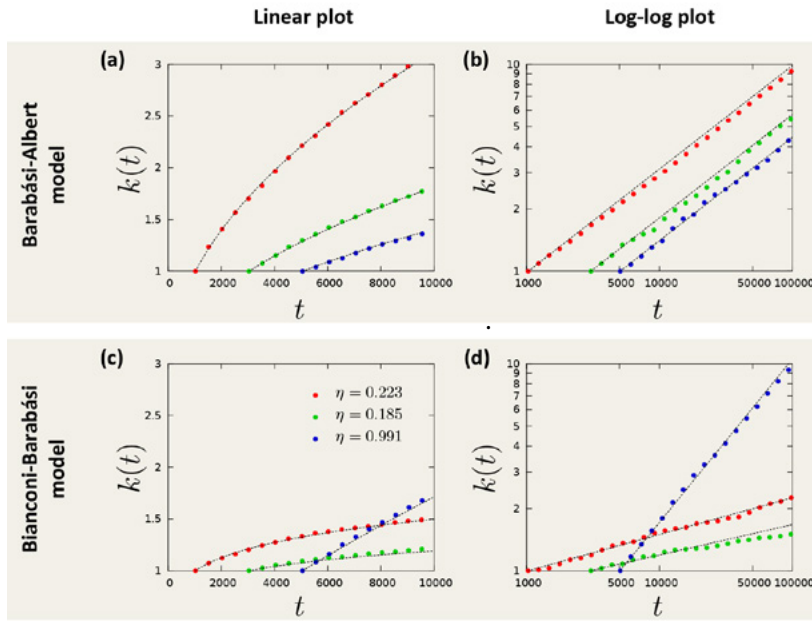 Linear plot
Log-log plot
Barabási-Albert
model
(a)
3
2.5
2
1.5
1
k(t)
0
2000
4000
6000
8000
10000
t
(b)
10
9
8
7
6
5
4
3
2
1
k(t)
1000
5000
10000
50000
100000
t
Bianconi-Barabási
model
(c)
3
2.5
2
1.5
1
k(t)
η = 0.223
η = 0.185
η = 0.991
0
2000
4000
6000
8000
10000
t
(d)
10
9
8
7
6
5
4
3
2
1
k(t)
1000
5000
10000
50000
100000
t